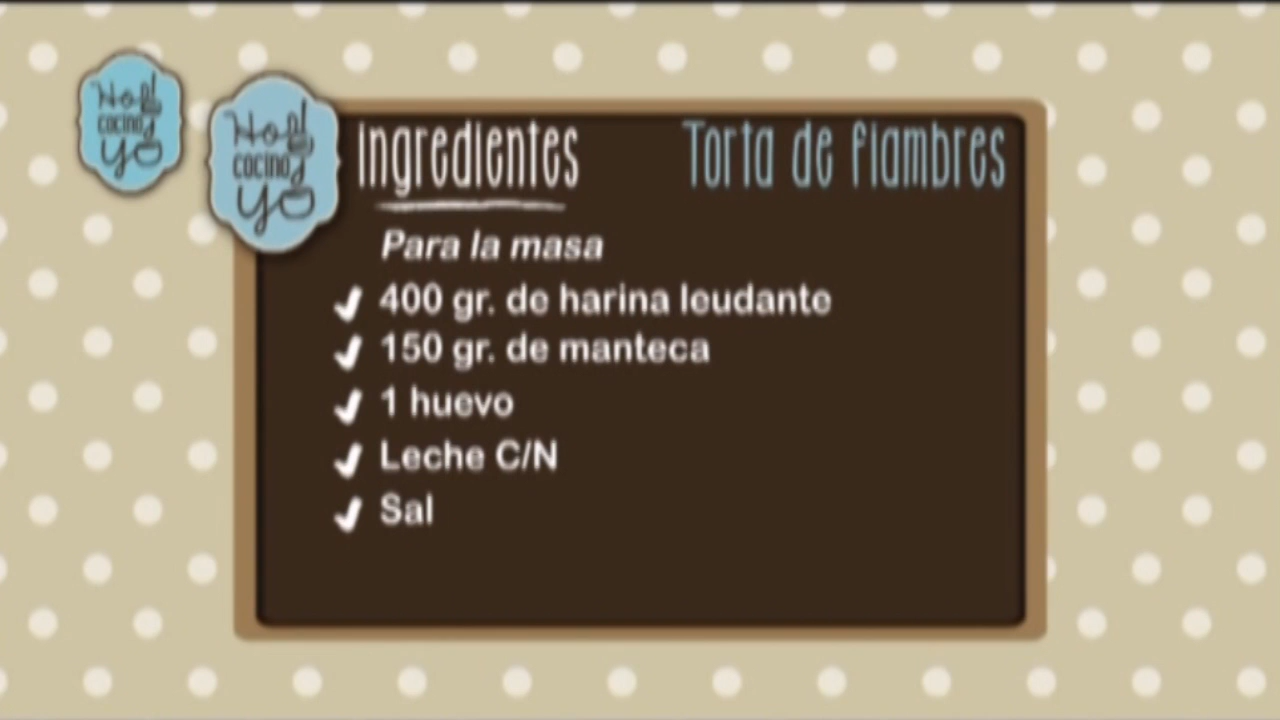 Hoy
cocino
yo
Hoy
cocino
yo
Ingredientes
Torta de fiambres
Para la masa
400 gr. de harina leudante
150 gr. de manteca
1 huevo
Leche C/N
Sal